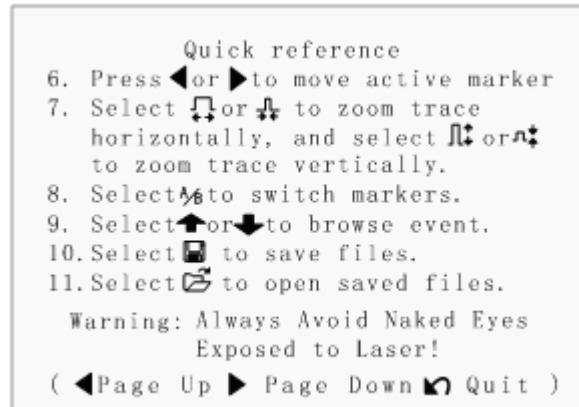 Quick reference
6. Press ◀ or ▶ to move active marker
7. Select or to zoom trace
horizontally, and select or
to zoom trace vertically.
8. Select A/B to switch markers.
9. Select ⬆ or ⬇ to browse event.
10. Select to save files.
11. Select to open saved files.
Warning: Always Avoid Naked Eyes
Exposed to Laser!
( ◀ Page Up ▶ Page Down ↶ Quit )